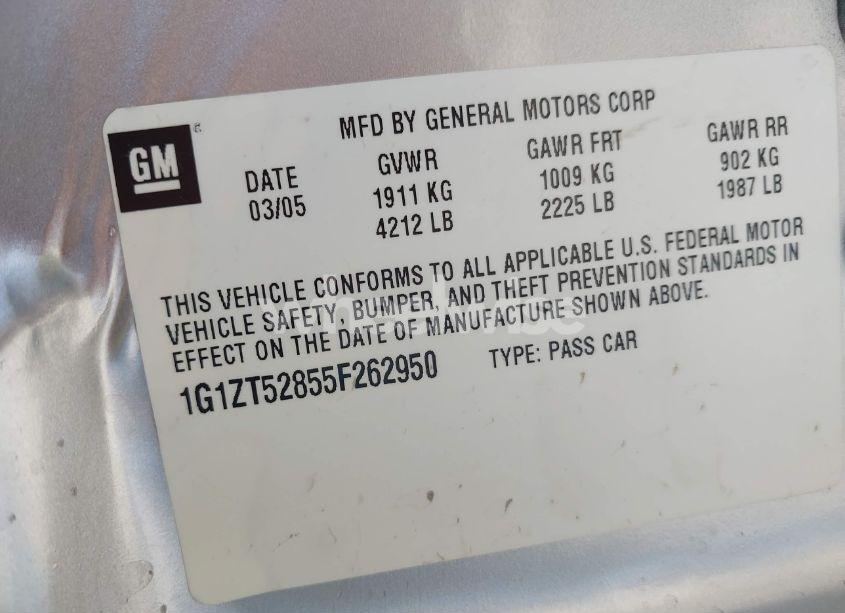 MFD BY GENERAL MOTORS CORP
GM®
DATE GVWR GAWR FRT GAWR RR
03/05 1911 KG 1009 KG 902 KG
4212 LB 2225 LB 1987 LB
THIS VEHICLE CONFORMS TO ALL APPLICABLE U.S. FEDERAL MOTOR
VEHICLE SAFETY, BUMPER, AND THEFT PREVENTION STANDARDS IN
EFFECT ON THE DATE OF MANUFACTURE SHOWN ABOVE.
1G1ZT52855F262950 TYPE: PASS CAR